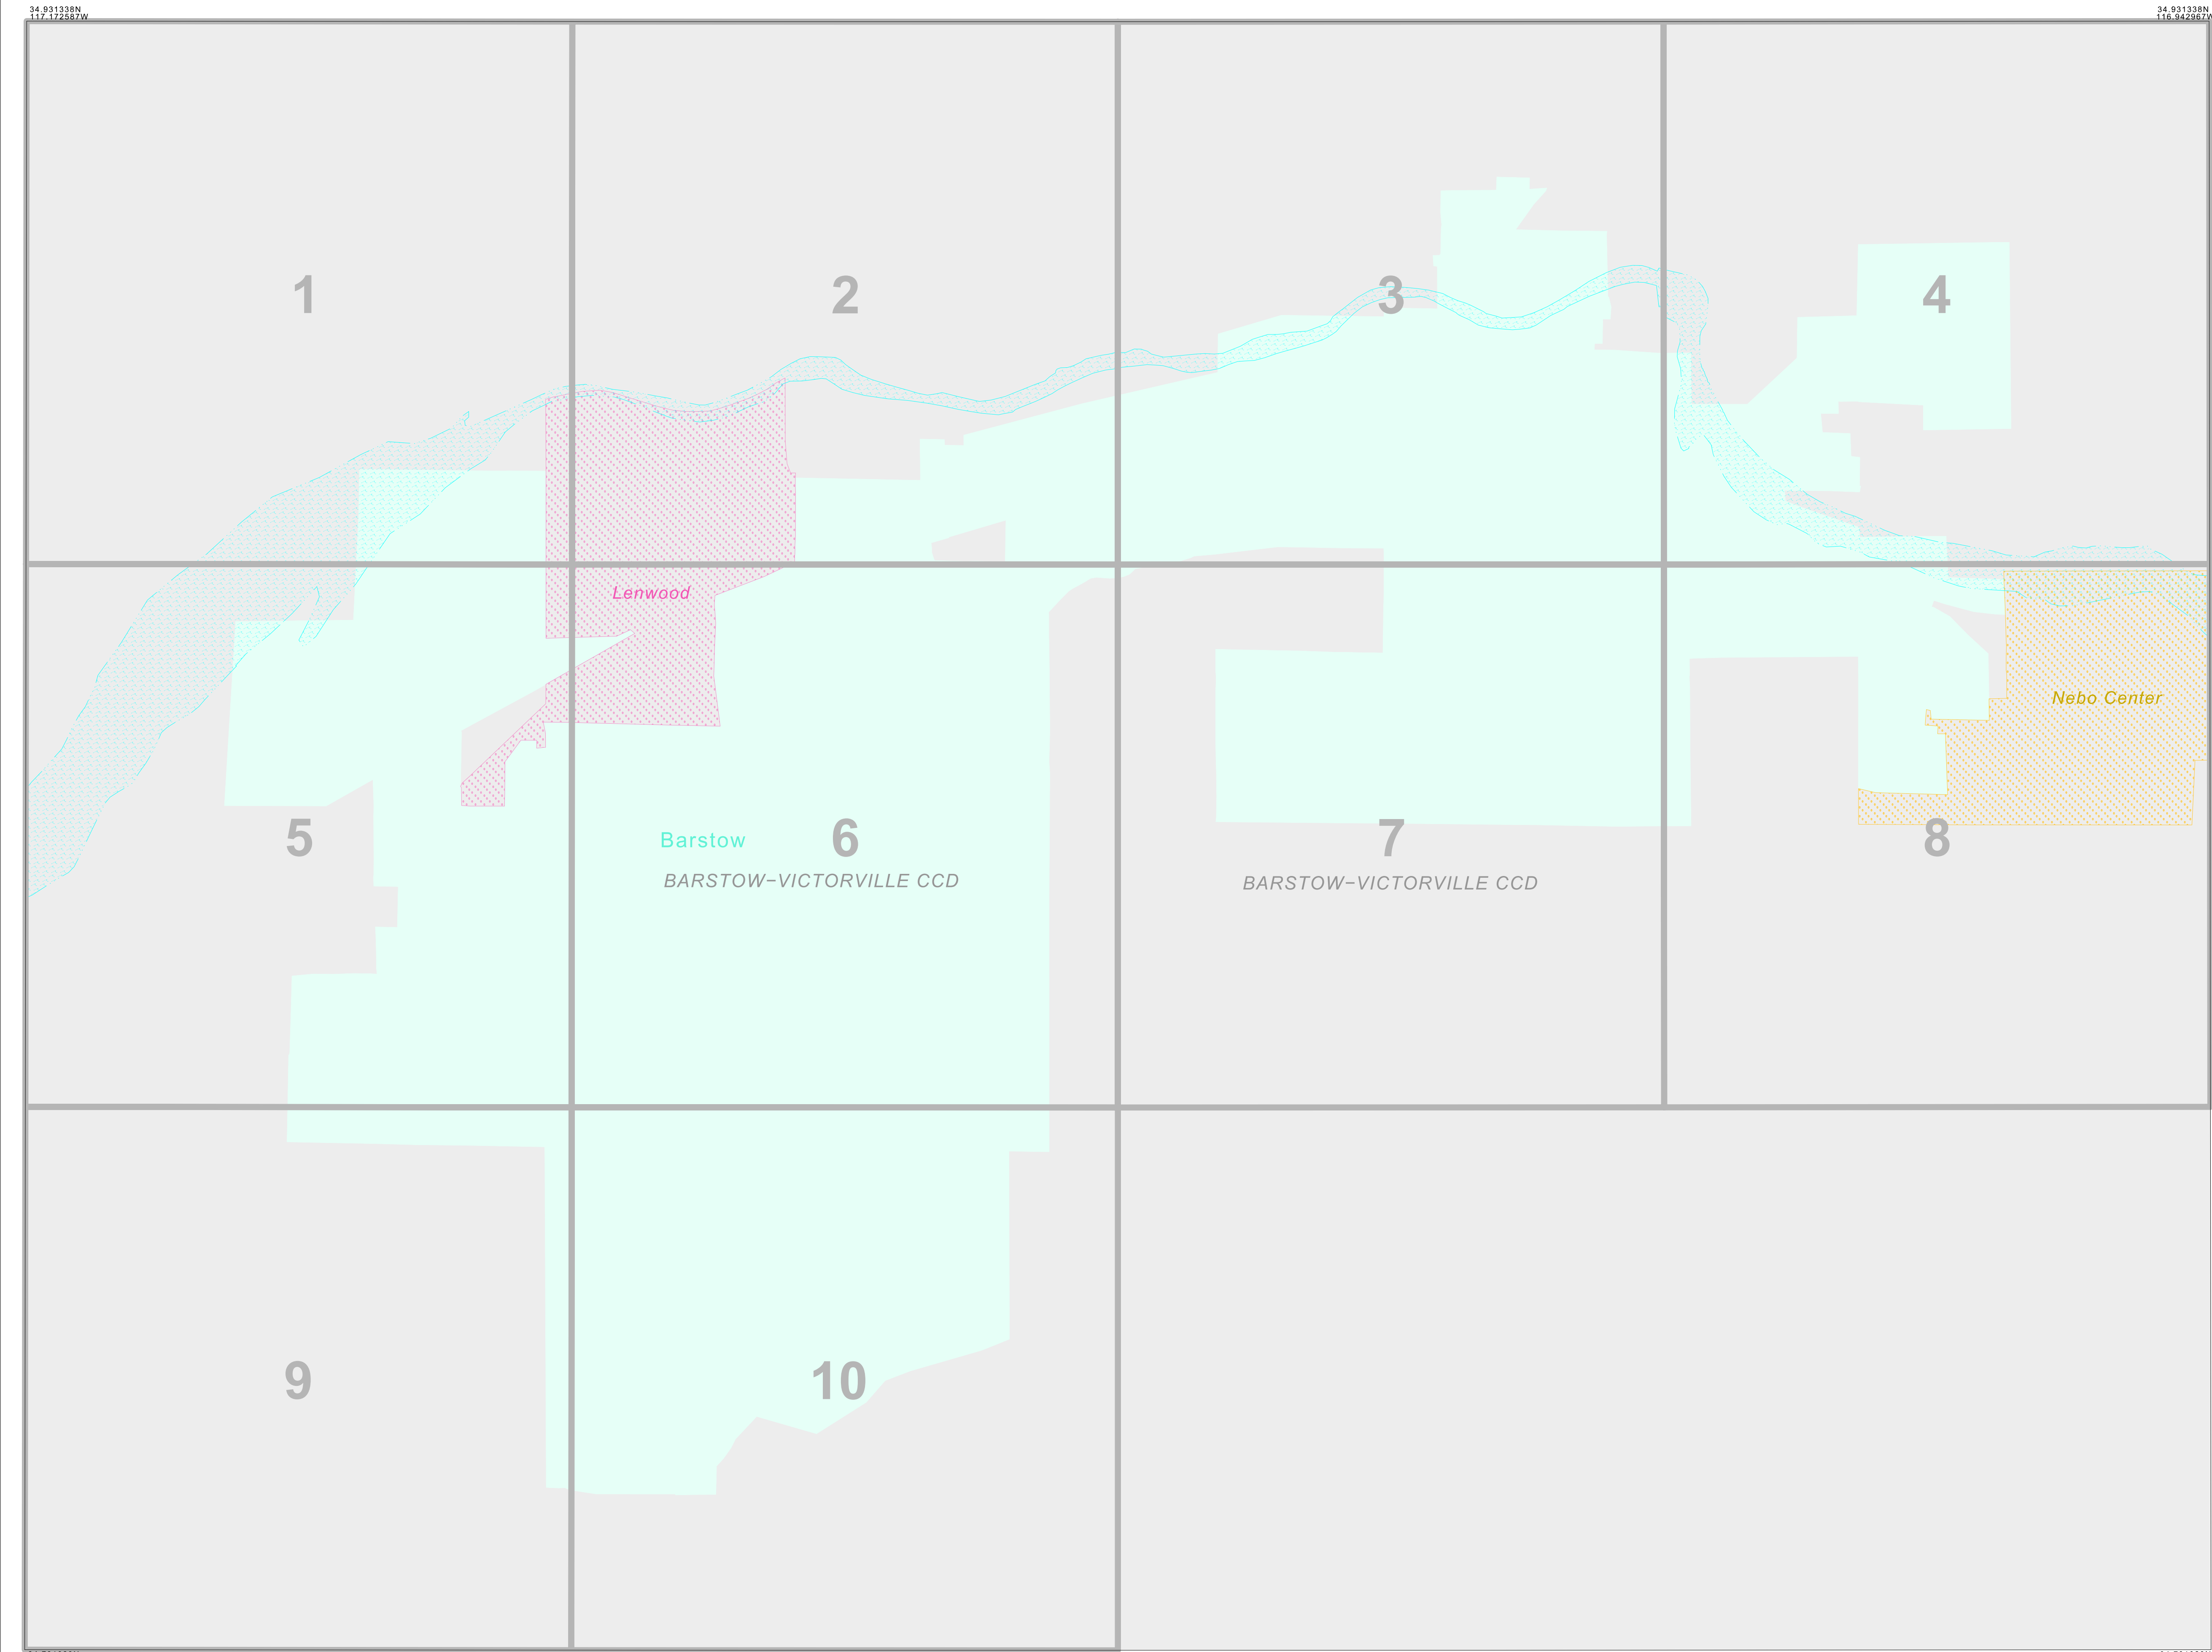 34.931338N
117.172587W
34.931338N
116.942967W
1
2
3
4
Lenwood
Nebo Center
5
Barstow
6
7
8
BARSTOW-VICTORVILLE CCD
BARSTOW-VICTORVILLE CCD
9
10